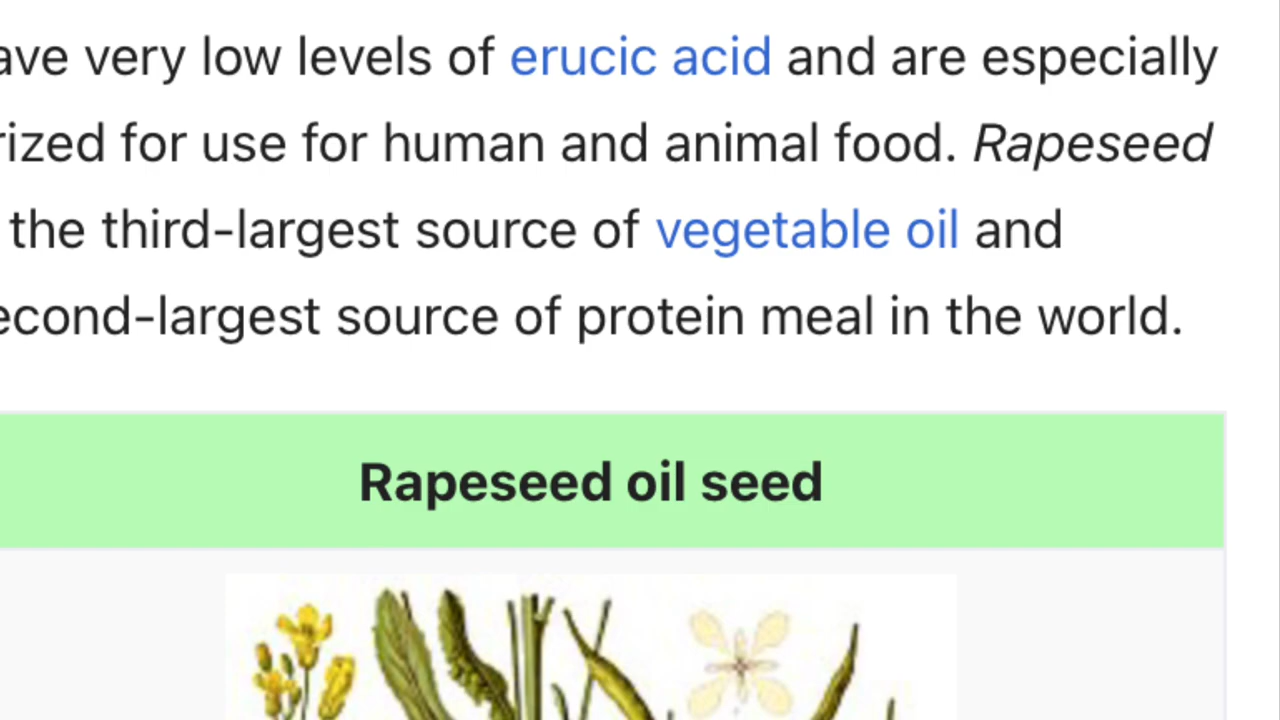 ave very low levels of erucic acid and are especially
rized for use for human and animal food. Rapeseed
the third-largest source of vegetable oil and
econd-largest source of protein meal in the world.
Rapeseed oil seed